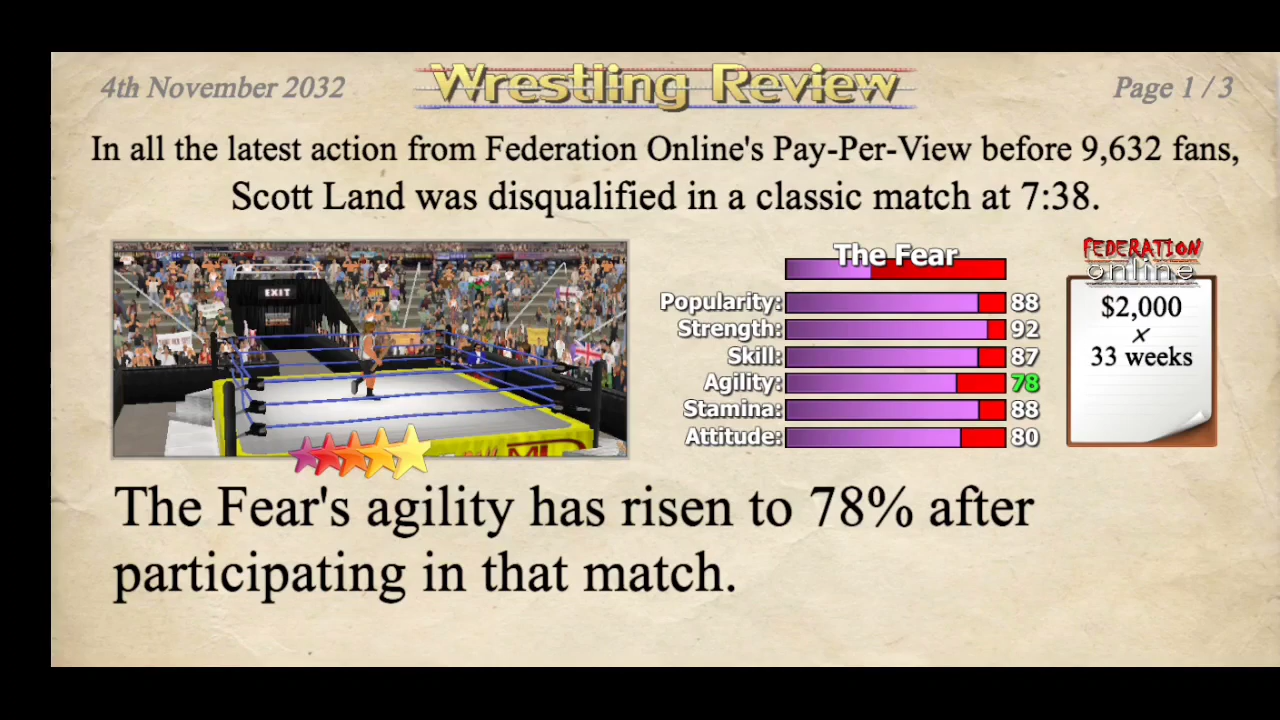 4th November 2032
Wrestling Review
Page 1 / 3
In all the latest action from Federation Online's Pay-Per-View before 9,632 fans,
Scott Land was disqualified in a classic match at 7:38.
EXIT
The Fear
Popularity: 88
Strength: 92
Skill: 87
Agility: 78
Stamina: 88
Attitude: 80
FEDERATION
online
$2,000
x
33 weeks
The Fear's agility has risen to 78% after
participating in that match.